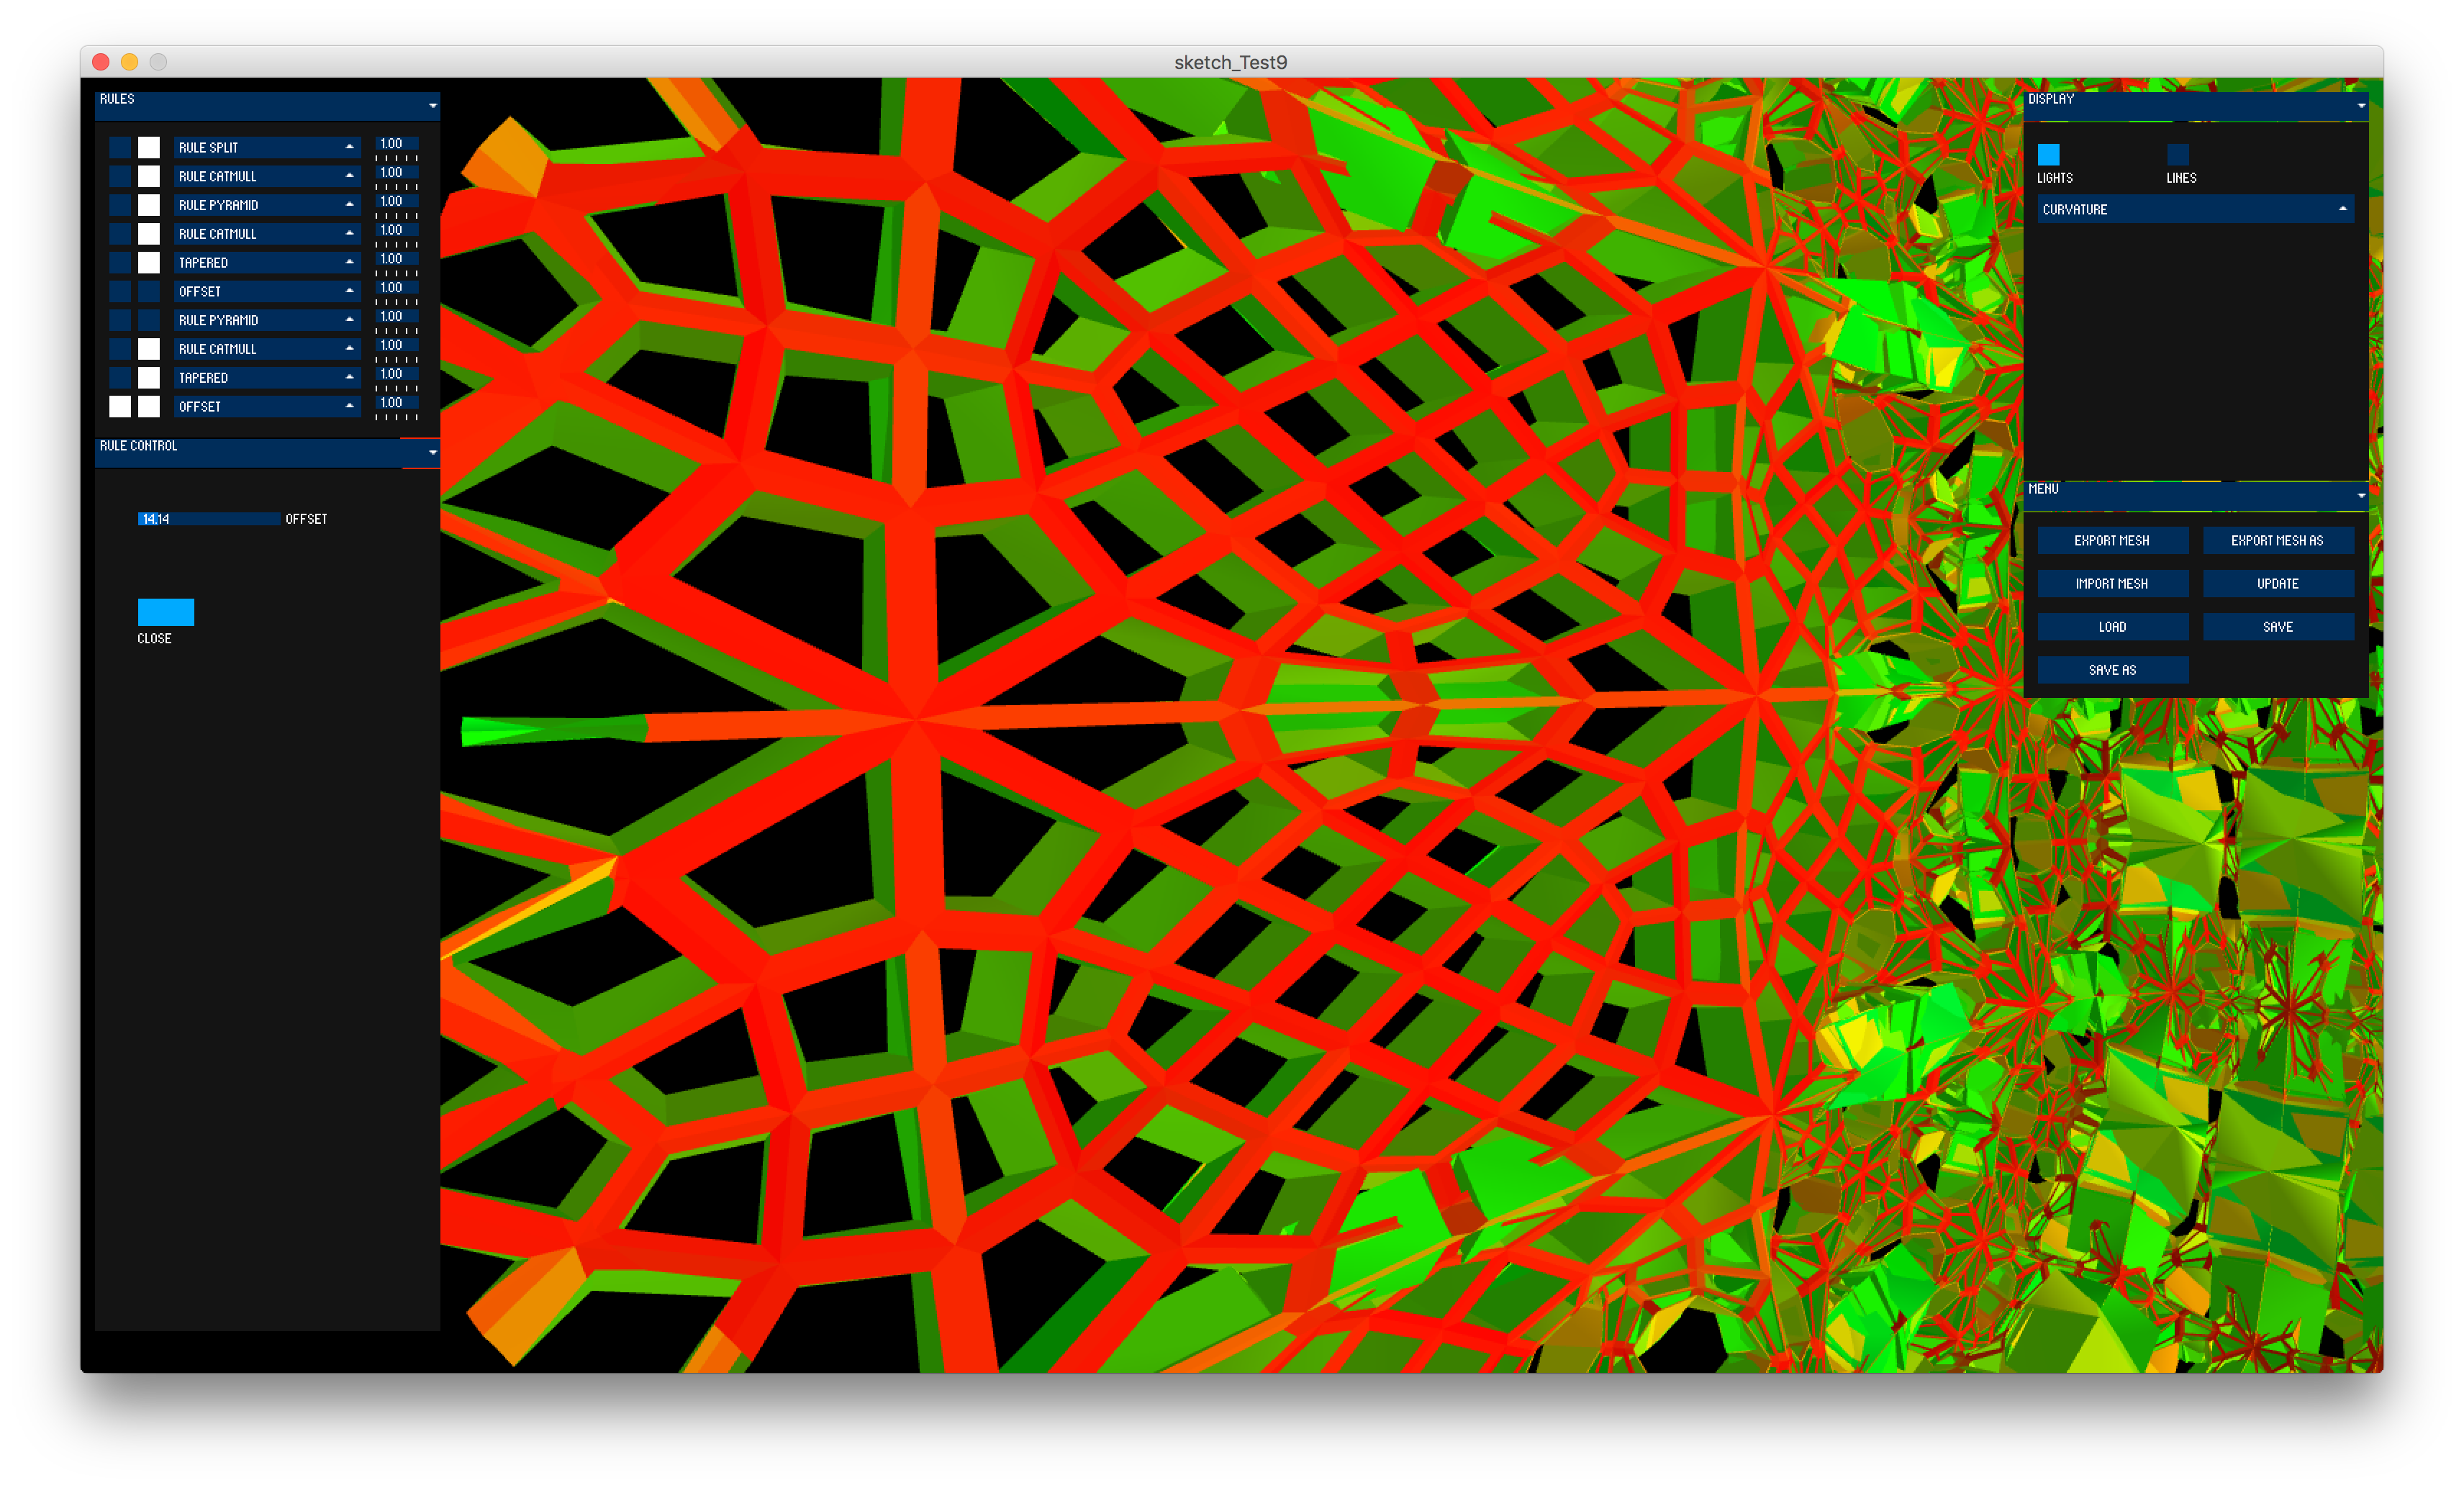 sketch_Test9
RULES
RULE SPLIT 1.00
RULE CATMULL 1.00
RULE PYRAMID 1.00
RULE CATMULL 1.00
TAPERED 1.00
OFFSET 1.00
RULE PYRAMID 1.00
RULE CATMULL 1.00
TAPERED 1.00
OFFSET 1.00
RULE CONTROL
14.14 OFFSET
CLOSE
DISPLAY
LIGHTS LINES
CURVATURE
MENU
EXPORT MESH EXPORT MESH AS
IMPORT MESH UPDATE
LOAD SAVE
SAVE AS